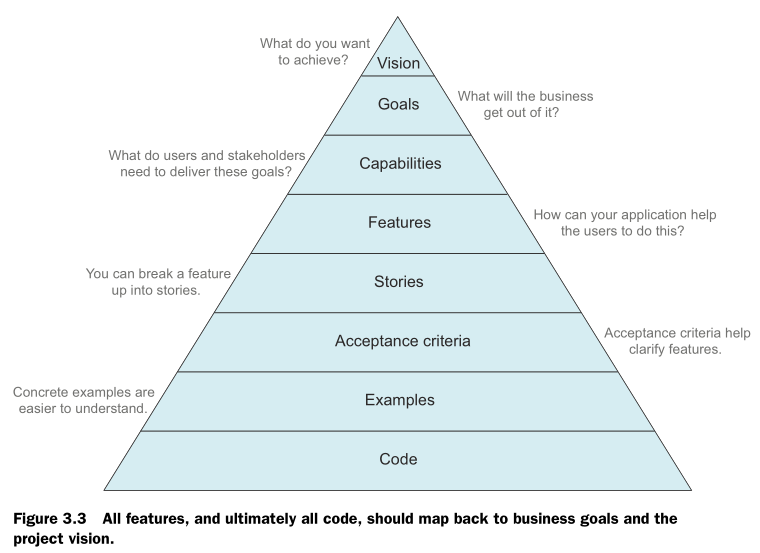 What do you want
to achieve?
Vision
Goals
What will the business
get out of it?
What do users and stakeholders
need to deliver these goals?
Capabilities
Features
How can your application help
the users to do this?
You can break a feature
up into stories.
Stories
Acceptance criteria
Acceptance criteria help
clarify features.
Concrete examples are
easier to understand.
Examples
Code
Figure 3.3 All features, and ultimately all code, should map back to business goals and the
project vision.